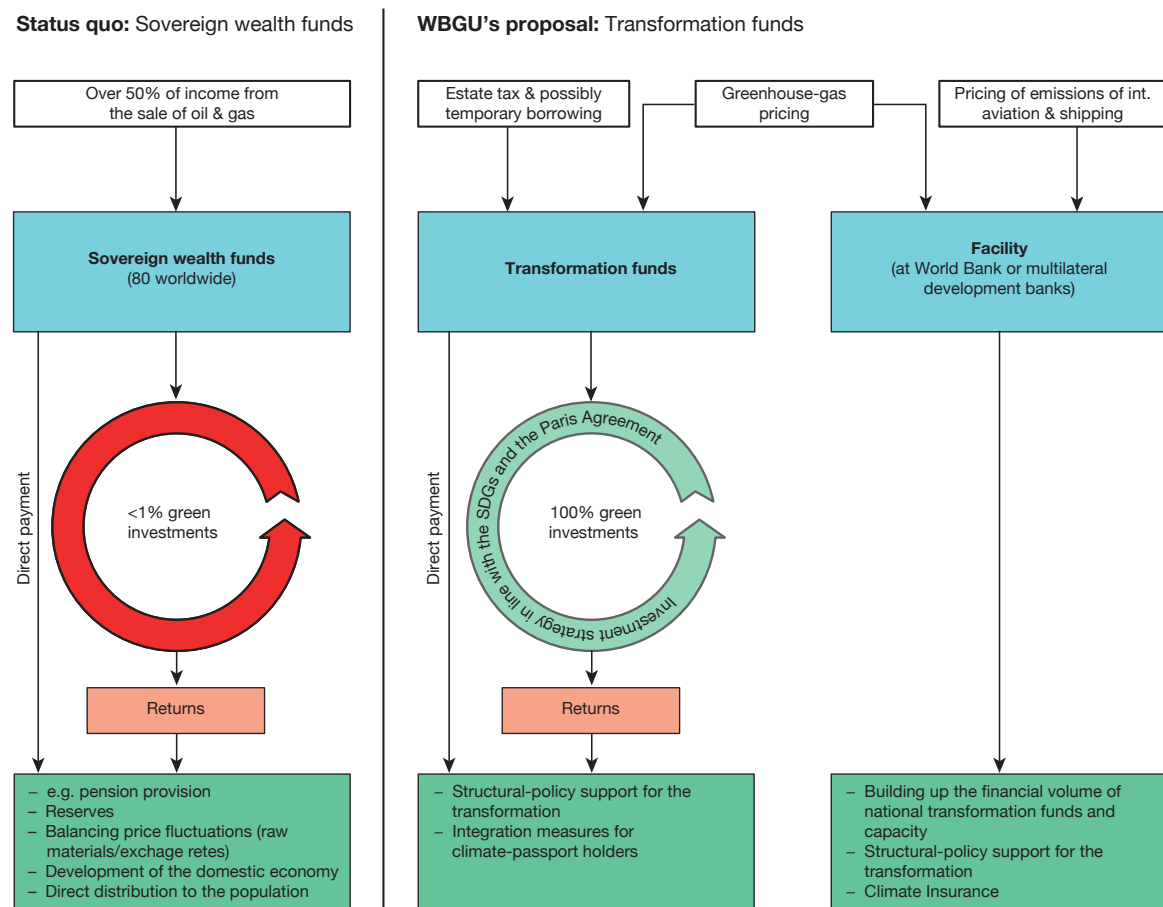 Status quo: Sovereign wealth funds
Over 50% of income from
the sale of oil & gas
Sovereign wealth funds
(80 worldwide)
Direct payment
<1% green
investments
Returns
– e.g. pension provision
– Reserves
– Balancing price fluctuations (raw
materials/exchage retes)
– Development of the domestic economy
– Direct distribution to the population
WBGU's proposal: Transformation funds
Estate tax & possibly
temporary borrowing
Greenhouse-gas
pricing
Pricing of emissions of int.
aviation & shipping
Transformation funds
Facility
(at World Bank or multilateral
development banks)
Direct payment
Investment strategy in line with the SDGs and the Paris Agreement
100% green
investments
Returns
– Structural-policy support for the
transformation
– Integration measures for
climate-passport holders
– Building up the financial volume of
national transformation funds and
capacity
– Structural-policy support for the
transformation
– Climate Insurance